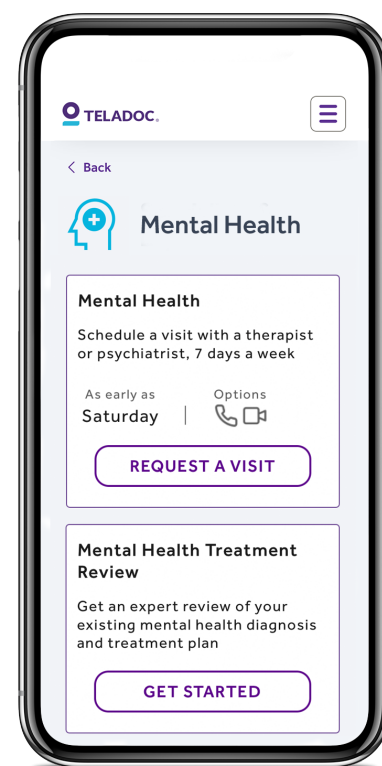 TELADOC.
Back
Mental Health
Mental Health
Schedule a visit with a therapist
or psychiatrist, 7 days a week
As early as Options
Saturday
REQUEST A VISIT
Mental Health Treatment
Review
Get an expert review of your
existing mental health diagnosis
and treatment plan
GET STARTED